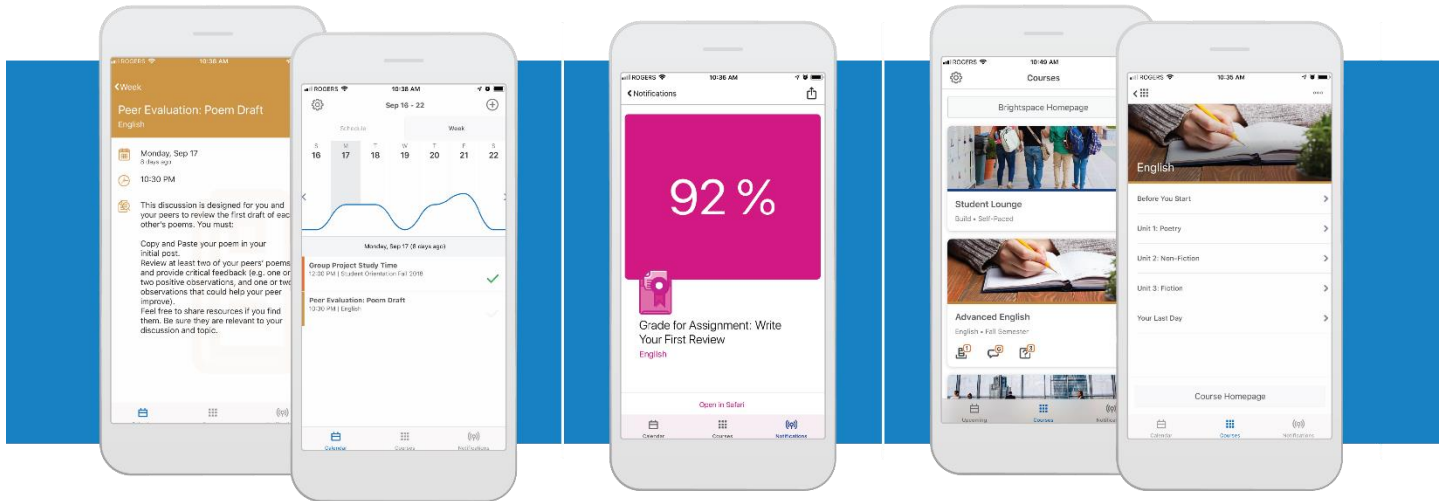 ROGERS 10:38 AM
Week
Peer Evaluation: Poem Draft
English
Monday, Sep 17
8 days ago
10:30 PM
This discussion is designed for you and
your peers to review the first draft of eac
other's poems. You must:
Copy and Paste your poem in your
initial post.
Review at least two of your peers' poems
and provide critical feedback (e.g. one or
two positive observations, and one or two
observations that could help your peer
improve).
Feel free to share resources if you find
them. Be sure they are relevant to your
discussion and topic.
ROGERS 10:38 AM
Sep 16 - 22
Schedule Week
S M T W T F S
16 17 18 19 20 21 22
Monday, Sep 17 (8 days ago)
Group Project Study Time
12:00 PM | Student Orientation Fall 2018
Peer Evaluation: Poem Draft
10:30 PM | English
Calendar Courses Notifications
ROGERS 10:36 AM
Notifications
92 %
Grade for Assignment: Write
Your First Review
English
Open in Safari
Calendar Courses Notifications
ROGERS 10:49 AM
Courses
Brightspace Homepage
Student Lounge
Guild • Self-Paced
Advanced English
English • Fall Semester
1 3
Upcoming Courses
ROGERS 10:35 AM
English
Before You Start
Unit 1: Poetry
Unit 2: Non-Fiction
Unit 3: Fiction
Your Last Day
Course Homepage
Calendar Courses Notifications